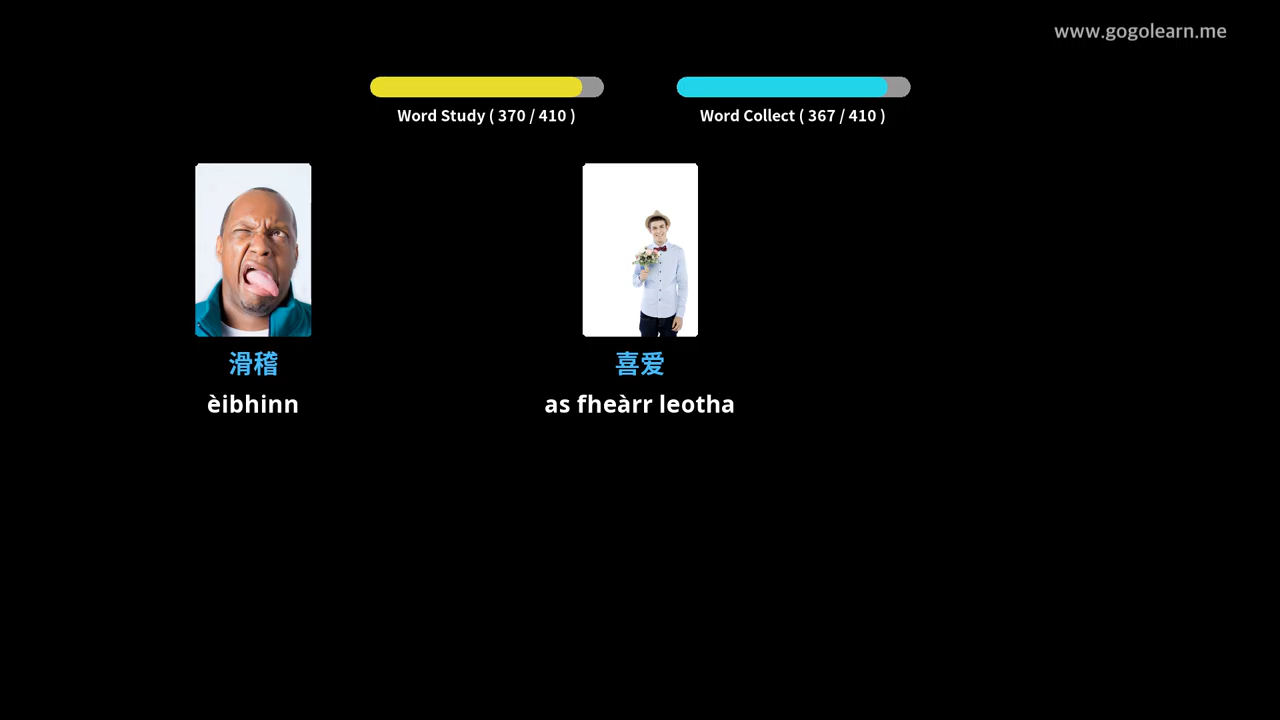 www.gogolearn.me
Word Study ( 370 / 410 )
Word Collect ( 367 / 410 )
滑稽
喜爱
èibhinn
as fheàrr leotha